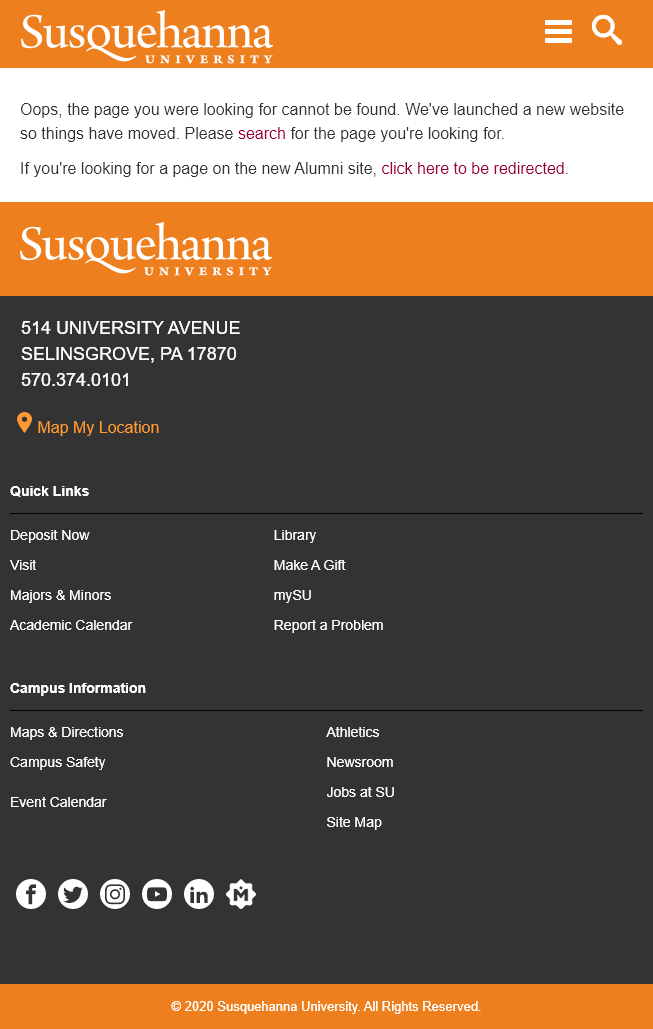 Susquehanna
UNIVERSITY
Oops, the page you were looking for cannot be found. We've launched a new website
so things have moved. Please search for the page you're looking for.
If you're looking for a page on the new Alumni site, click here to be redirected.
Susquehanna
UNIVERSITY
514 UNIVERSITY AVENUE
SELINSGROVE, PA 17870
570.374.0101
Map My Location
Quick Links
Deposit Now
Visit
Majors & Minors
Academic Calendar
Library
Make A Gift
mySU
Report a Problem
Campus Information
Maps & Directions
Campus Safety
Event Calendar
Athletics
Newsroom
Jobs at SU
Site Map
© 2020 Susquehanna University. All Rights Reserved.